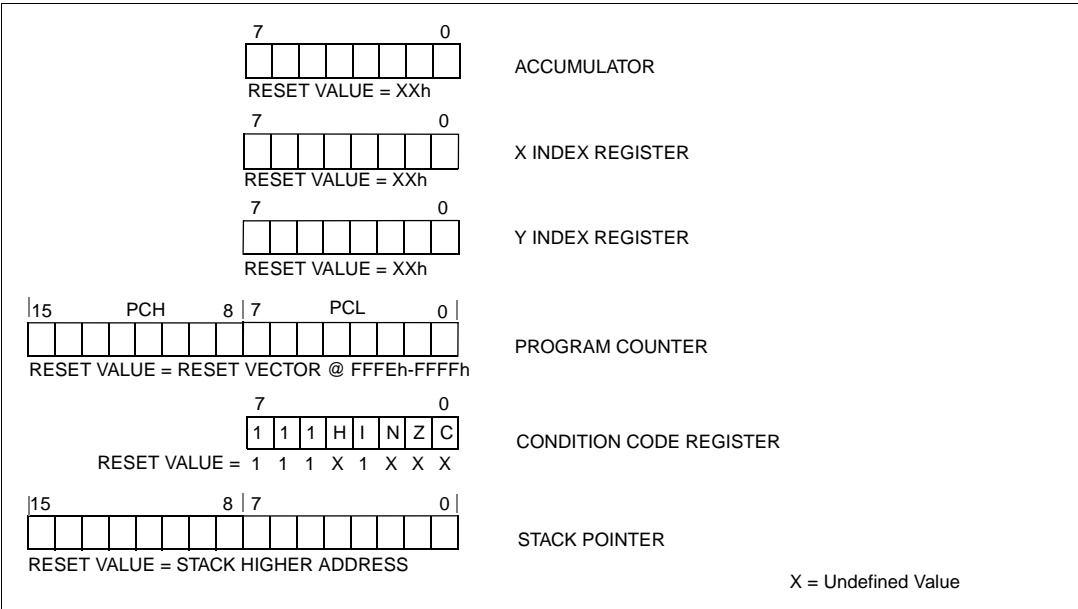 7 0
ACCUMULATOR
RESET VALUE = XXh
7 0
X INDEX REGISTER
RESET VALUE = XXh
7 0
Y INDEX REGISTER
RESET VALUE = XXh
15 PCH 8 7 PCL 0
PROGRAM COUNTER
RESET VALUE = RESET VECTOR @ FFFEh-FFFFh
7 0
1 1 1 H I N Z C
CONDITION CODE REGISTER
RESET VALUE = 1 1 1 X 1 X X X
15 8 7 0
STACK POINTER
RESET VALUE = STACK HIGHER ADDRESS
X = Undefined Value